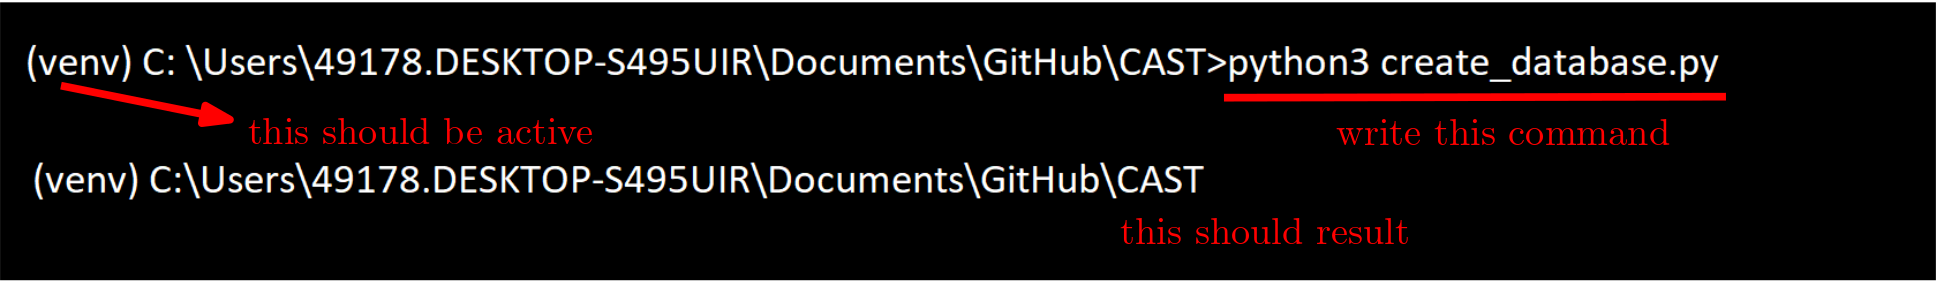 (venv) C: \Users\49178.DESKTOP-S495UIR\Documents\GitHub\CAST>python3 create_database.py
this should be active
write this command
(venv) C:\Users\49178.DESKTOP-S495UIR\Documents\GitHub\CAST
this should result